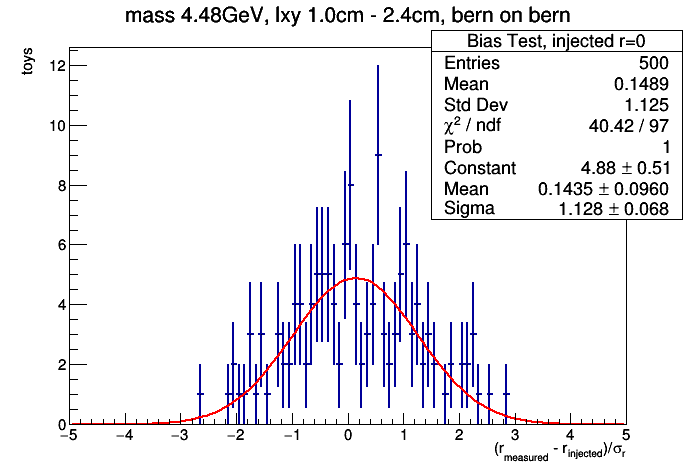 mass 4.48GeV, lxy 1.0cm - 2.4cm, bern on bern
Bias Test, injected r=0
Entries 500
Mean 0.1489
Std Dev 1.125
χ² / ndf 40.42 / 97
Prob 1
Constant 4.88 ± 0.51
Mean 0.1435 ± 0.0960
Sigma 1.128 ± 0.068
toys
12
10
8
6
4
2
0
−5 −4 −3 −2 −1 0 1 2 3 4 5
(r_measured - r_injected)/σ_r